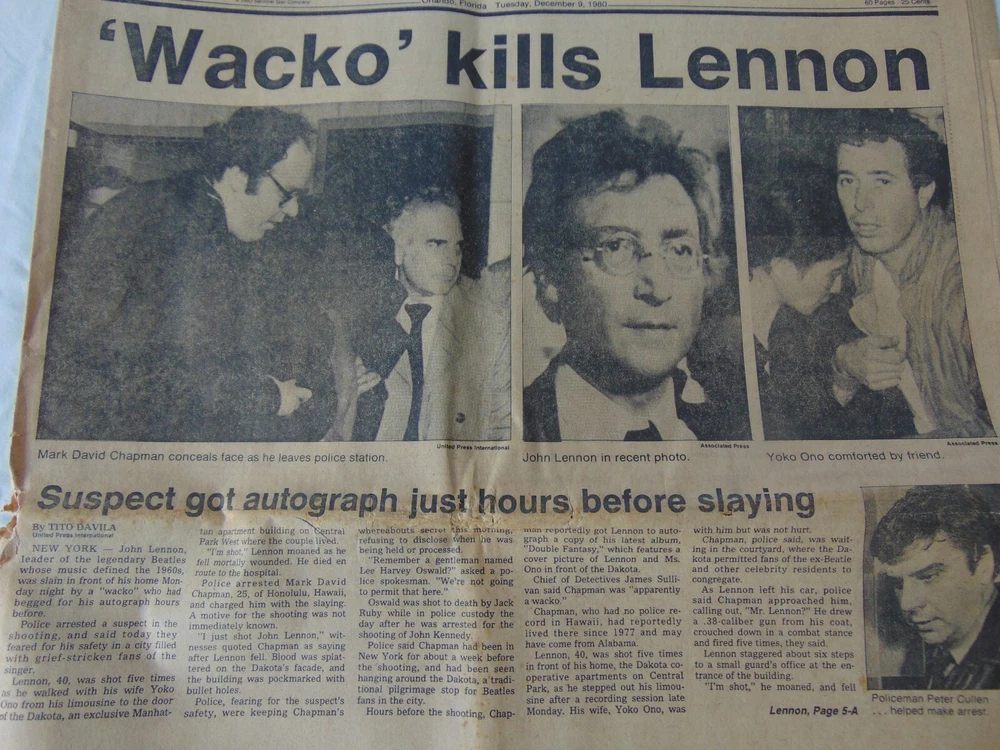 Orlando, Florida Tuesday, December 9, 1980
60 Pages 25 Cents
‘Wacko’ kills Lennon
United Press International
Associated Press
Associated Press
Mark David Chapman conceals face as he leaves police station.
John Lennon in recent photo.
Yoko Ono comforted by friend.
Suspect got autograph just hours before slaying
By TITO DAVILA
United Press International
NEW YORK — John Lennon,
leader of the legendary Beatles
whose music defined the 1960s,
was slain in front of his home Mon-
day night by a "wacko" who had
begged for his autograph hours
before.
Police arrested a suspect in the
shooting, and said today they
feared for his safety in a city filled
with grief-stricken fans of the
singer.
Lennon, 40, was shot five times
as he walked with his wife Yoko
Ono from his limousine to the door
of the Dakota, an exclusive Manhat-
tan apartment building on Central
Park West where the couple lived.
"I'm shot," Lennon moaned as he
fell mortally wounded. He died en
route to the hospital.
Police arrested Mark David
Chapman, 25, of Honolulu, Hawaii,
and charged him with the slaying.
A motive for the shooting was not
immediately known.
"I just shot John Lennon," wit-
nesses quoted Chapman as saying
after Lennon fell. Blood was splat-
tered on the Dakota's facade, and
the building was pockmarked with
bullet holes.
Police, fearing for the suspect's
safety, were keeping Chapman's
whereabouts secret this morning,
refusing to disclose when he was
being held or processed.
"Remember a gentleman named
Lee Harvey Oswald?" asked a po-
lice spokesman. "We're not going
to permit that here."
Oswald was shot to death by Jack
Ruby while in police custody the
day after he was arrested for the
shooting of John Kennedy.
Police said Chapman had been in
New York for about a week before
the shooting, and had been seen
hanging around the Dakota, a tradi-
tional pilgrimage stop for Beatles
fans in the city.
Hours before the shooting, Chap-
man reportedly got Lennon to auto-
graph a copy of his latest album,
"Double Fantasy," which features a
cover picture of Lennon and Ms.
Ono in front of the Dakota.
Chief of Detectives James Sulli-
van said Chapman was "apparently
a wacko."
Chapman, who had no police re-
cord in Hawaii, had reportedly
lived there since 1977 and may
have come from Alabama.
Lennon, 40, was shot five times
in front of his home, the Dakota co-
operative apartments on Central
Park, as he stepped out his limou-
sine after a recording session late
Monday. His wife, Yoko Ono, was
with him but was not hurt.
Chapman, police said, was wait-
ing in the courtyard, where the Da-
kota permitted fans of the ex-Beatle
and other celebrity residents to
congregate.
As Lennon left his car, police
said Chapman approached him,
calling out, "Mr. Lennon?" He drew
a .38-caliber gun from his coat,
crouched down in a combat stance
and fired five times, they said.
Lennon staggered about six steps
to a small guard's office at the en-
trance of the building.
"I'm shot," he moaned, and fell
Lennon, Page 5-A
Policeman Peter Cullen
. . . helped make arrest.